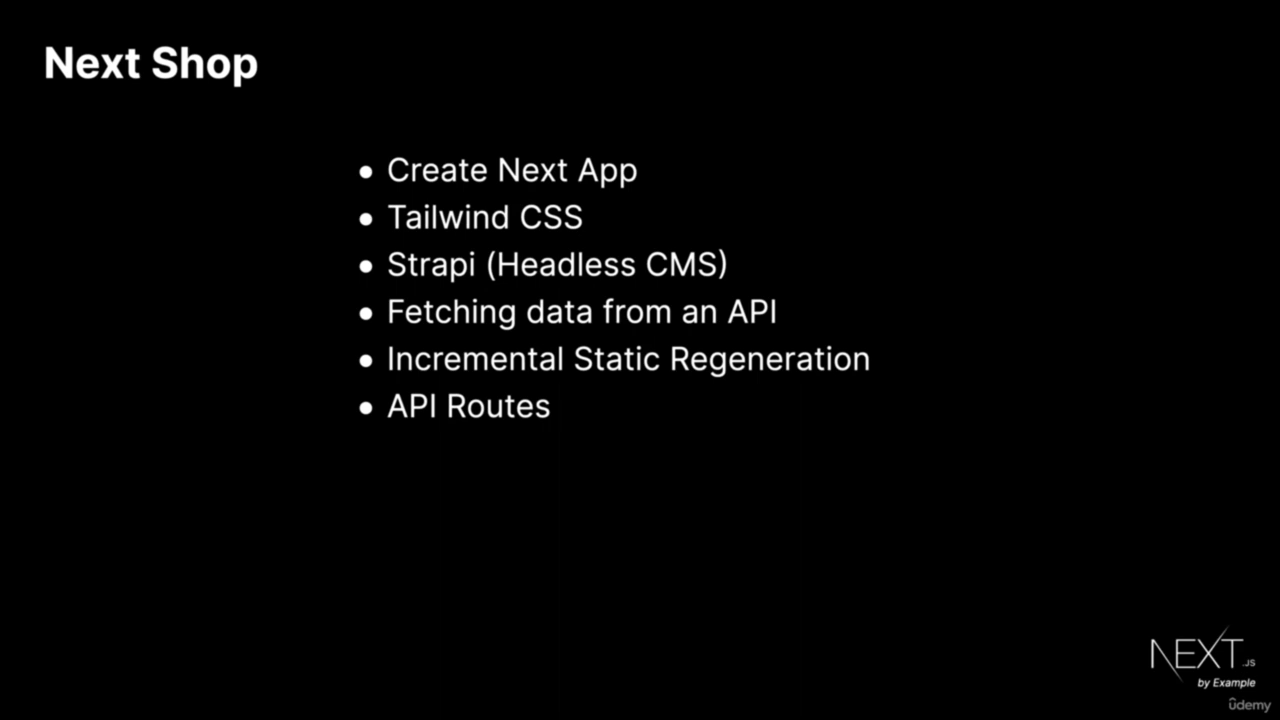 Next Shop
• Create Next App
• Tailwind CSS
• Strapi (Headless CMS)
• Fetching data from an API
• Incremental Static Regeneration
• API Routes
NEXT.JS
by Example
udemy